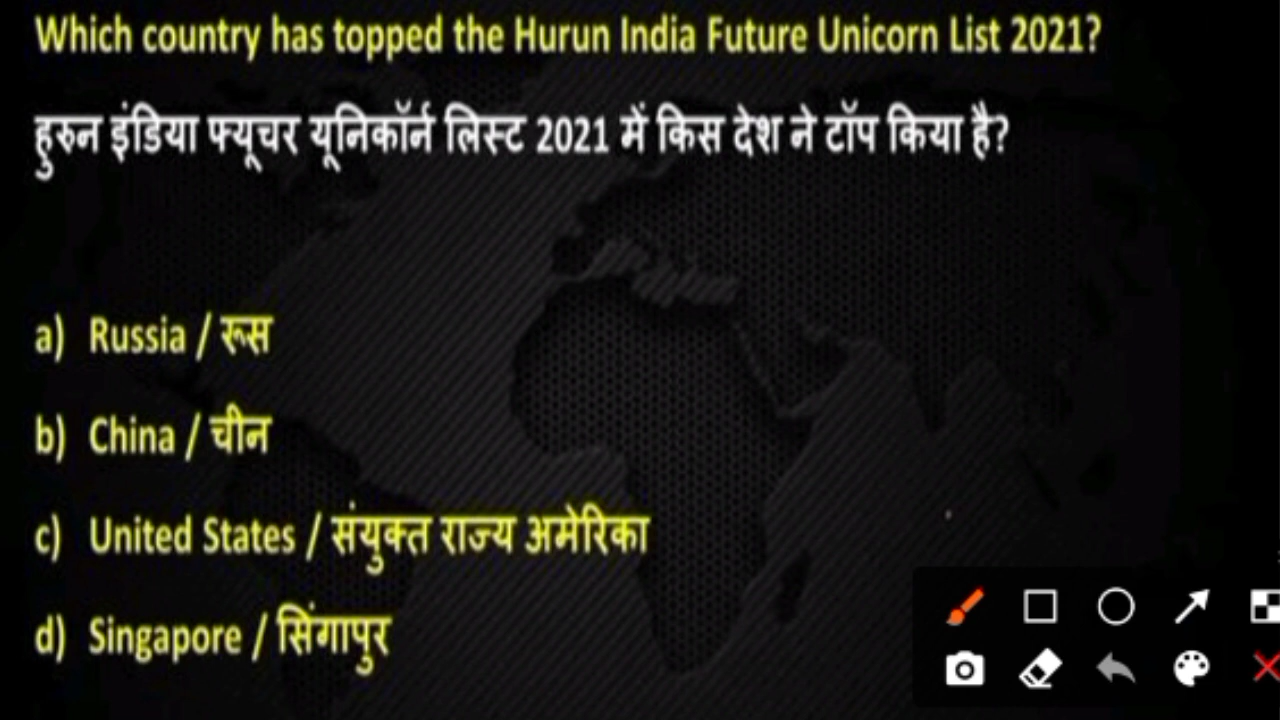 Which country has topped the Hurun India Future Unicorn List 2021?
हुरुन इंडिया फ्यूचर यूनिकॉर्न लिस्ट 2021 में किस देश ने टॉप किया है?
a) Russia / रूस
b) China / चीन
c) United States / संयुक्त राज्य अमेरिका
d) Singapore / सिंगापुर